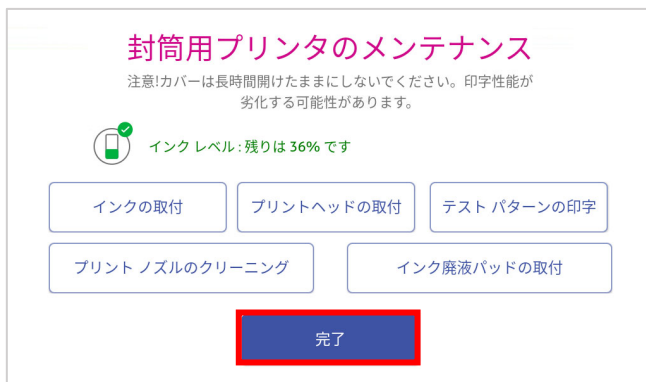 封筒用プリンタのメンテナンス
注意!カバーは長時間開けたままにしないでください。印字性能が
劣化する可能性があります。
インク レベル : 残りは 36% です
インクの取付
プリントヘッドの取付
テスト パターンの印字
プリント ノズルのクリーニング
インク廃液パッドの取付
完了